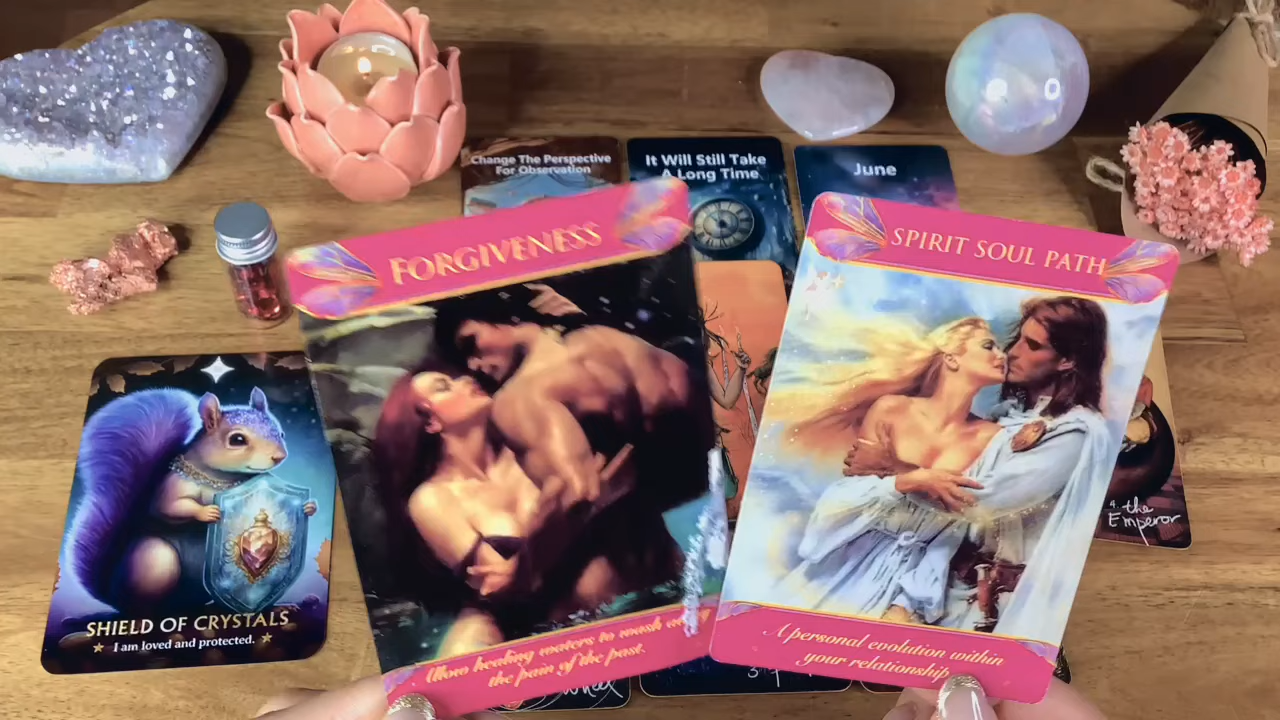 Change The Perspective
For Observation
It Will Still Take
A Long Time
June
FORGIVENESS
SPIRIT SOUL PATH
4. the
Emperor
SHIELD OF CRYSTALS
I am loved and protected.
Allow healing waters to wash away
the pain of the past.
A personal evolution within
your relationship.
wheel
3